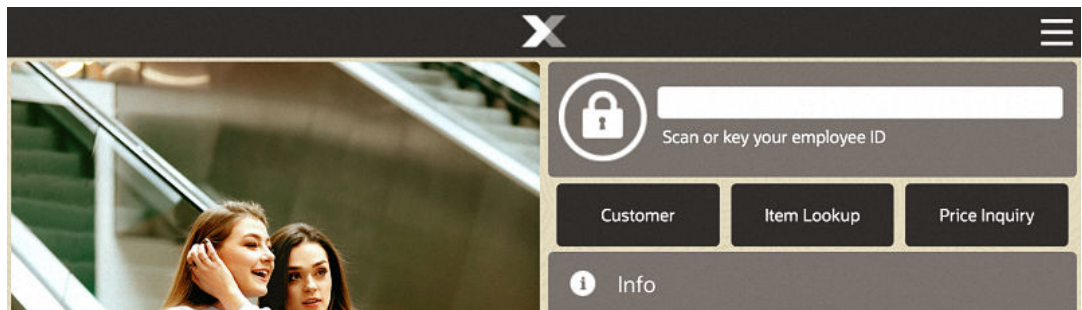 X
Scan or key your employee ID
Customer
Item Lookup
Price Inquiry
Info